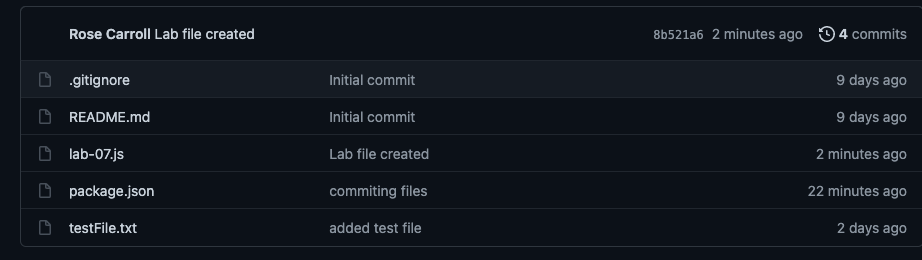 Rose Carroll Lab file created 8b521a6 2 minutes ago 4 commits
.gitignore Initial commit 9 days ago
README.md Initial commit 9 days ago
lab-07.js Lab file created 2 minutes ago
package.json commiting files 22 minutes ago
testFile.txt added test file 2 days ago